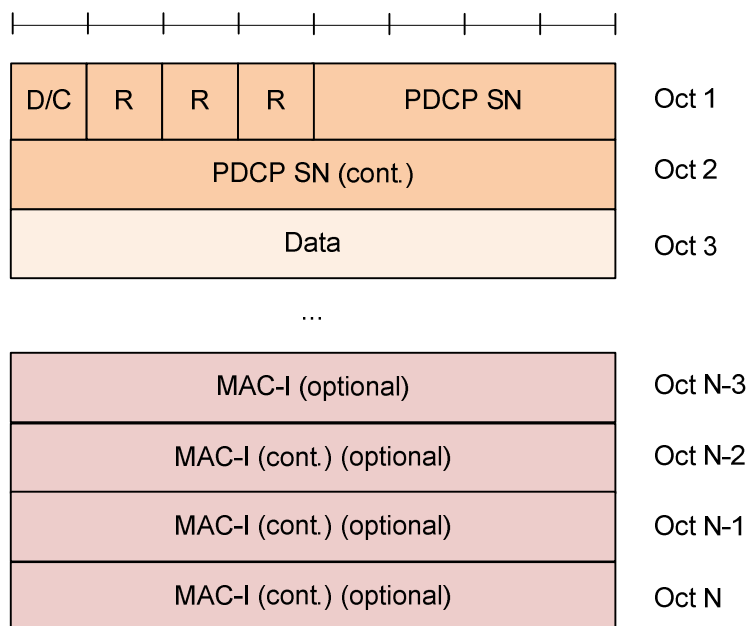 D/C R R R PDCP SN Oct 1
PDCP SN (cont.) Oct 2
Data Oct 3
...
MAC-I (optional) Oct N-3
MAC-I (cont.) (optional) Oct N-2
MAC-I (cont.) (optional) Oct N-1
MAC-I (cont.) (optional) Oct N